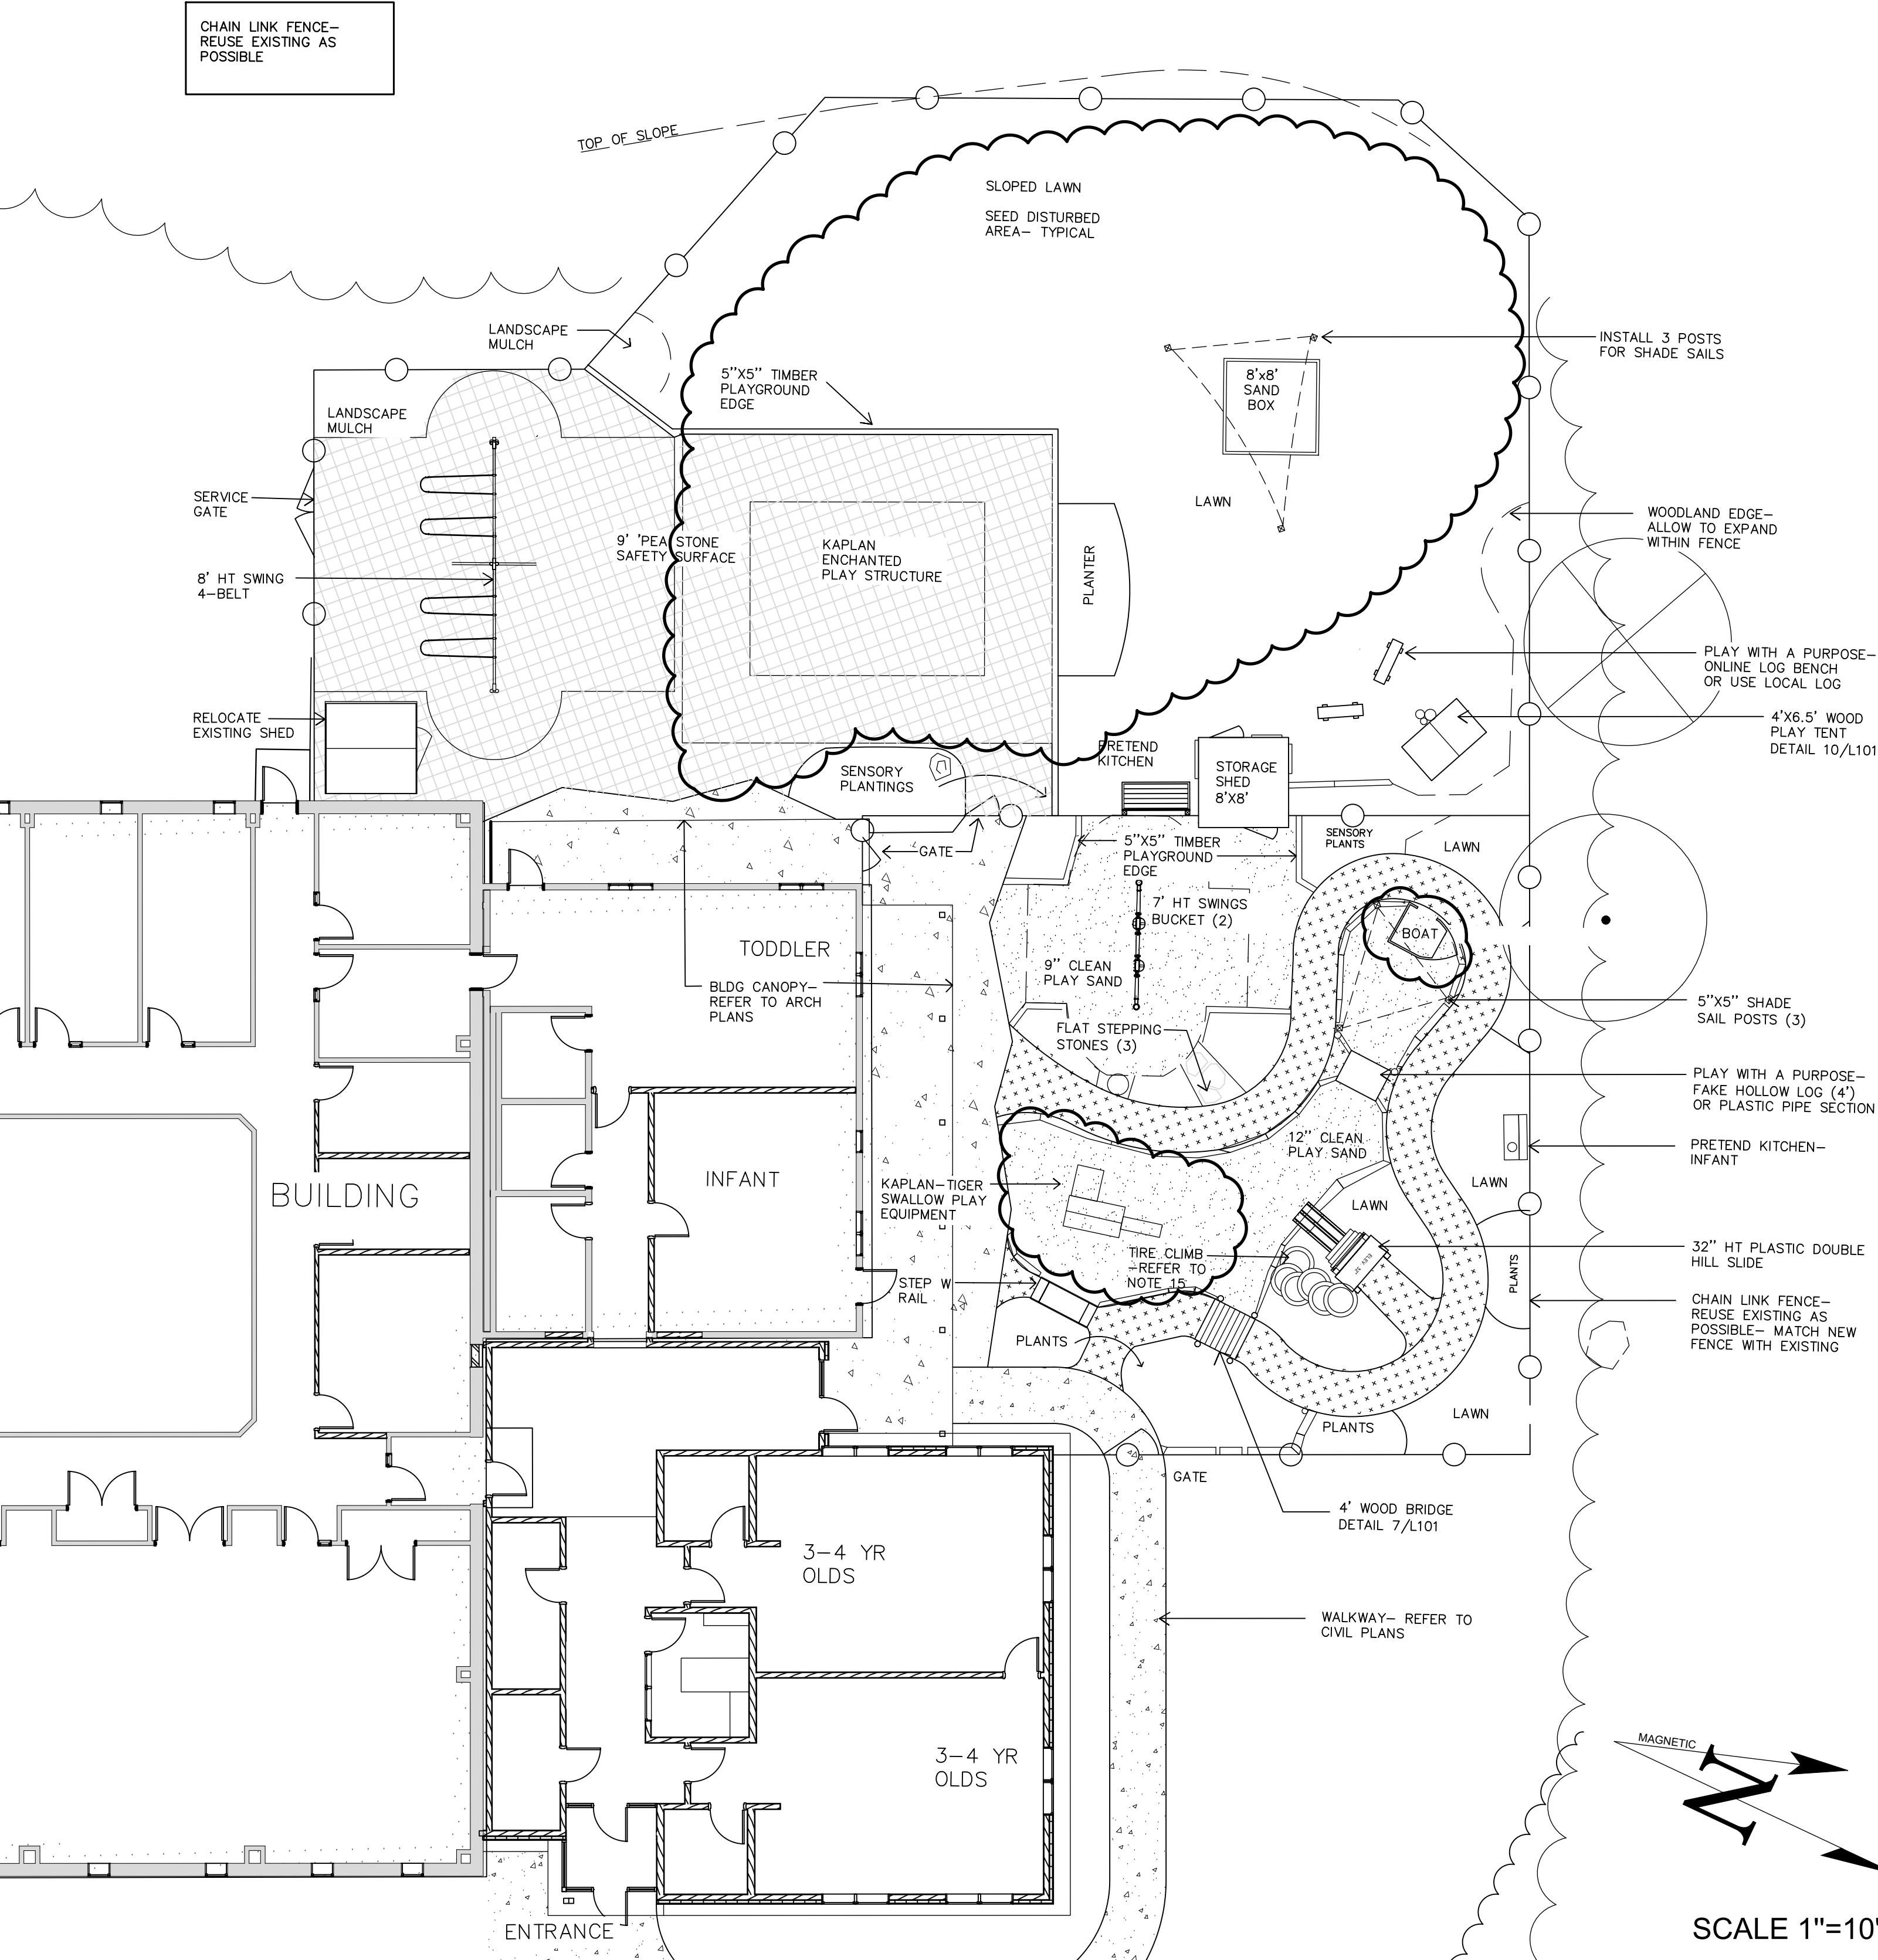 CHAIN LINK FENCE-
REUSE EXISTING AS
POSSIBLE
TOP OF SLOPE
SLOPED LAWN
SEED DISTURBED
AREA- TYPICAL
LANDSCAPE
MULCH
INSTALL 3 POSTS
FOR SHADE SAILS
5"X5" TIMBER
PLAYGROUND
EDGE
8'x8'
SAND
BOX
LANDSCAPE
MULCH
SERVICE
GATE
LAWN
WOODLAND EDGE-
ALLOW TO EXPAND
WITHIN FENCE
9' 'PEA STONE
SAFETY SURFACE
KAPLAN
ENCHANTED
PLAY STRUCTURE
PLANTER
8' HT SWING
4-BELT
PLAY WITH A PURPOSE-
ONLINE LOG BENCH
OR USE LOCAL LOG
RELOCATE
EXISTING SHED
4'X6.5' WOOD
PLAY TENT
DETAIL 10/L101
PRETEND
KITCHEN
SENSORY
PLANTINGS
STORAGE
SHED
8'X8'
GATE
5"X5" TIMBER
PLAYGROUND
EDGE
SENSORY
PLANTS
LAWN
7' HT SWINGS
BUCKET (2)
BOAT
TODDLER
9" CLEAN
PLAY SAND
BLDG CANOPY-
REFER TO ARCH
PLANS
5"X5" SHADE
SAIL POSTS (3)
FLAT STEPPING
STONES (3)
PLAY WITH A PURPOSE-
FAKE HOLLOW LOG (4')
OR PLASTIC PIPE SECTION
12" CLEAN
PLAY SAND
PRETEND KITCHEN-
INFANT
INFANT
BUILDING
KAPLAN-TIGER
SWALLOW PLAY
EQUIPMENT
LAWN
LAWN
TIRE CLIMB
-REFER TO
NOTE 15
32" HT PLASTIC DOUBLE
HILL SLIDE
STEP W
RAIL
PLANTS
CHAIN LINK FENCE-
REUSE EXISTING AS
POSSIBLE- MATCH NEW
FENCE WITH EXISTING
PLANTS
PLANTS
LAWN
GATE
4' WOOD BRIDGE
DETAIL 7/L101
3-4 YR
OLDS
WALKWAY- REFER TO
CIVIL PLANS
3-4 YR
OLDS
MAGNETIC
N
ENTRANCE
SCALE 1"=10'